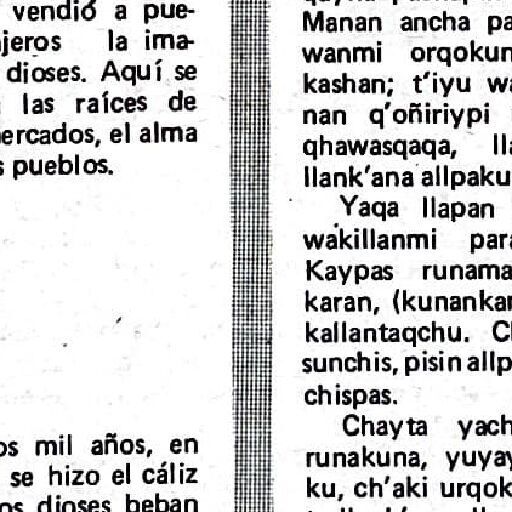 vendió a pue-
jeros la ima-
dioses. Aquí se
las raíces de
ercados, el alma
s pueblos.
os mil años, en
se hizo el cáliz
os dioses beban
Manan ancha pa
wanmi orqokun
kashan; t'iyu wa
nan q'oñiriypi
qhawasqaqa, lla
llank'ana allpaku
Yaqa llapan
wakillanmi para
Kaypas runama
karan, (kunankar
kallantaqchu. Ch
sunchis, pisin allp
chispas.
Chayta yach
runakuna, yuyay
ku, ch'aki urqok